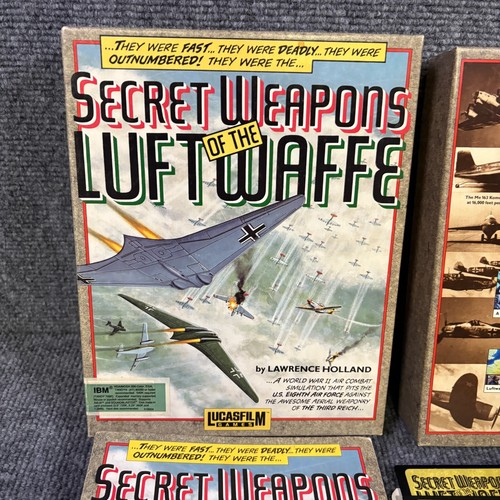 ...THEY WERE FAST... THEY WERE DEADLY... THEY WERE
OUTNUMBERED! THEY WERE THE...
SECRET WEAPONS
OF THE
LUFTWAFFE
by LAWRENCE HOLLAND
...A WORLD WAR II AIR COMBAT
SIMULATION THAT PITS THE
U.S. EIGHTH AIR FORCE AGAINST
THE AWESOME AERIAL WEAPONRY
OF THE THIRD REICH...
IBM
LUCASFILM
GAMES
...THEY WERE FAST... THEY WERE DEADLY... THEY WERE
OUTNUMBERED! THEY WERE THE...
SECRET WEAPONS
The Me 163
at 16,000 feet
SECRET WEAPONS